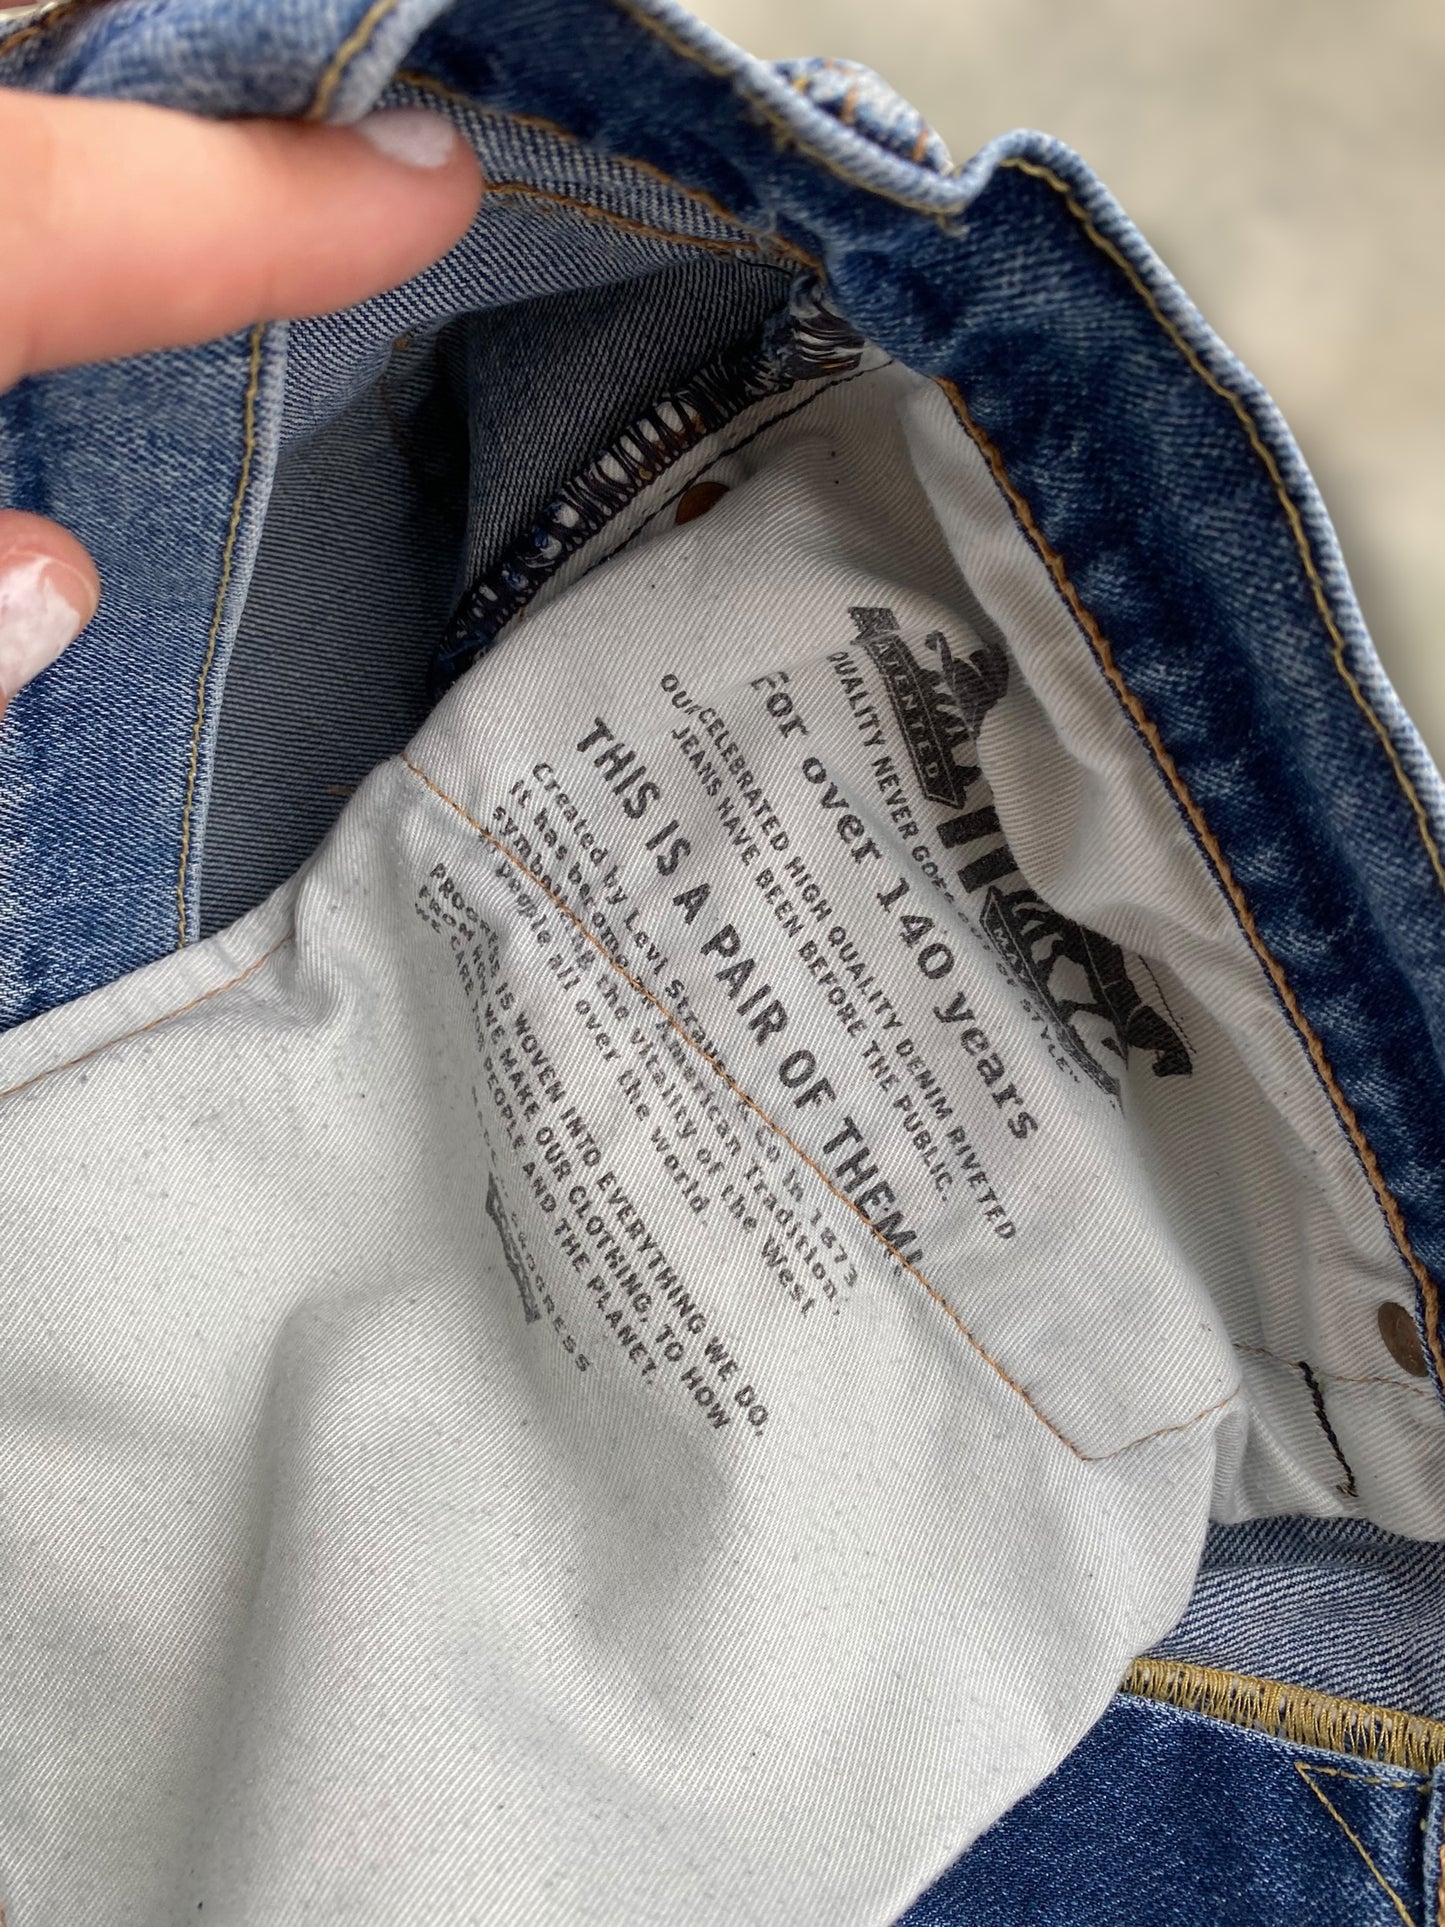 PATENTED
QUALITY NEVER GOES OUT OF STYLE"
For over 140 years
OUR CELEBRATED HIGH QUALITY DENIM RIVETED
JEANS HAVE BEEN BEFORE THE PUBLIC.
THIS IS A PAIR OF THEM!
Created by Levi Strauss & Co in 1873
it has become an American Tradition,
symbolizing the vitality of the West
people all over the world.
PROGRESS IS WOVEN INTO EVERYTHING WE DO,
FROM HOW WE MAKE OUR CLOTHING, TO HOW
WE CARE PEOPLE AND THE PLANET.
PROGRESS